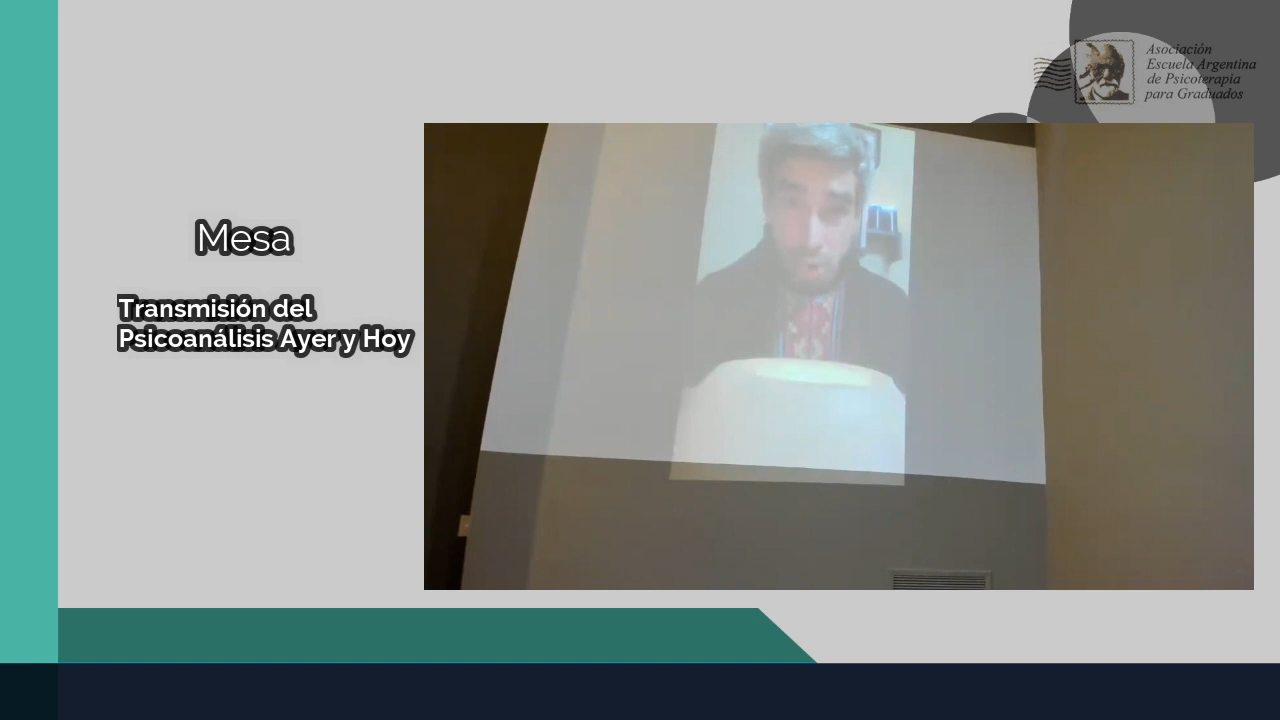 Asociación
Escuela Argentina
de Psicoterapia
para Graduados
Mesa
Transmisión del
Psicoanálisis Ayer y Hoy